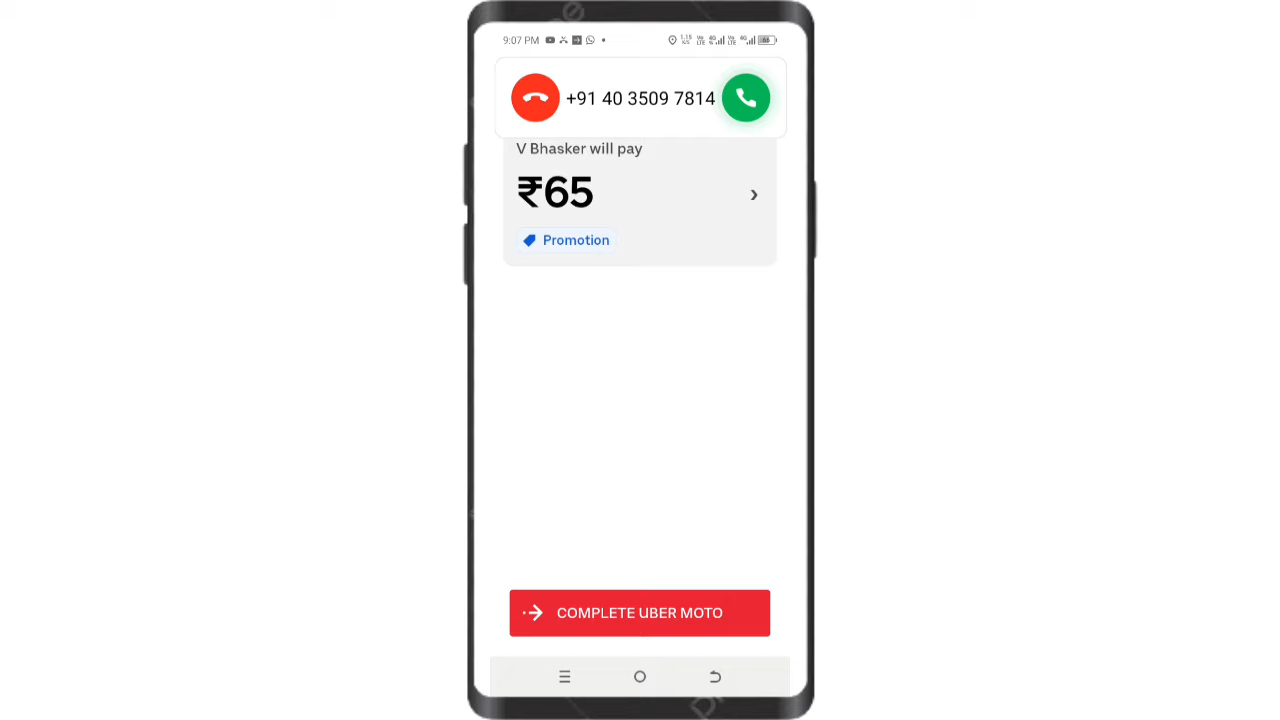 9:07 PM
+91 40 3509 7814
V Bhasker will pay
₹65
Promotion
COMPLETE UBER MOTO